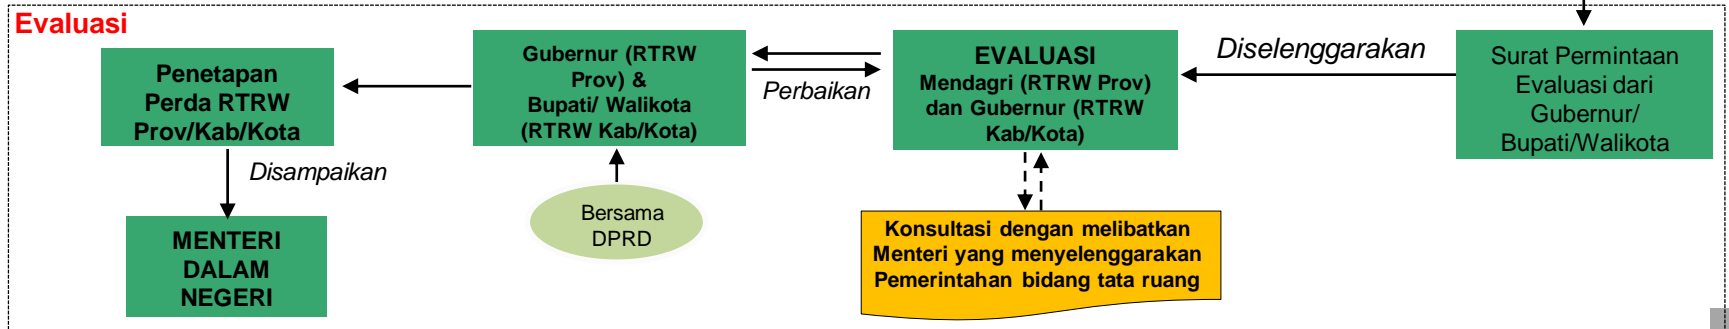 Evaluasi
Penetapan
Perda RTRW
Prov/Kab/Kota
Disampaikan
MENTERI
DALAM
NEGERI
Gubernur (RTRW
Prov) &
Bupati/ Walikota
(RTRW Kab/Kota)
Bersama
DPRD
Perbaikan
EVALUASI
Mendagri (RTRW Prov)
dan Gubernur (RTRW
Kab/Kota)
Konsultasi dengan melibatkan
Menteri yang menyelenggarakan
Pemerintahan bidang tata ruang
Diselenggarakan
Surat Permintaan
Evaluasi dari
Gubernur/
Bupati/Walikota